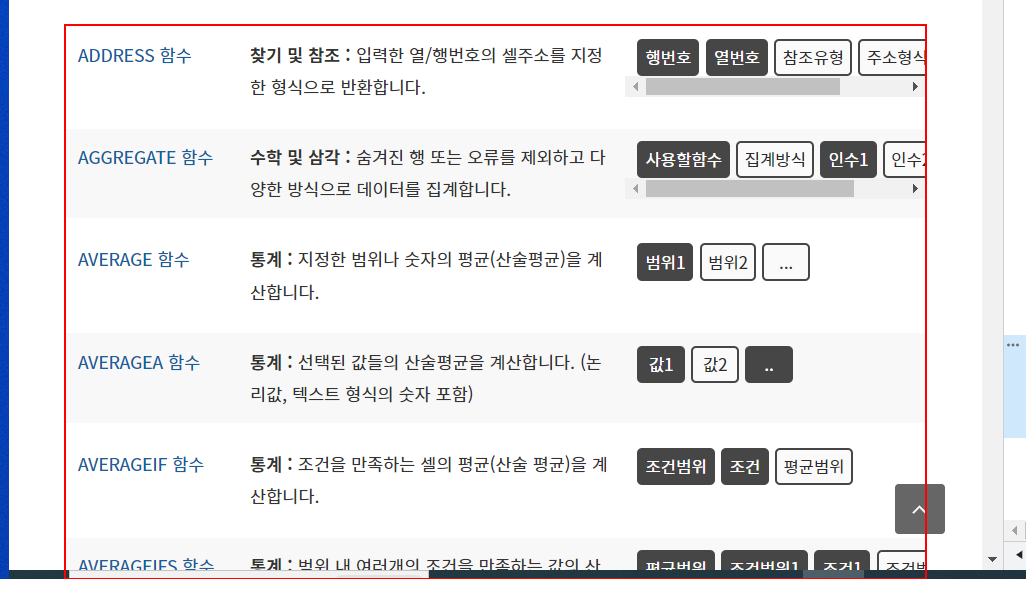 ADDRESS 함수
찾기 및 참조 : 입력한 열/행번호의 셀주소를 지정
한 형식으로 반환합니다.
행번호 열번호 참조유형 주소형식
AGGREGATE 함수
수학 및 삼각 : 숨겨진 행 또는 오류를 제외하고 다
양한 방식으로 데이터를 집계합니다.
사용할함수 집계방식 인수1 인수2
AVERAGE 함수
통계 : 지정한 범위나 숫자의 평균(산술평균)을 계
산합니다.
범위1 범위2 ...
AVERAGEA 함수
통계 : 선택된 값들의 산술평균을 계산합니다. (논
리값, 텍스트 형식의 숫자 포함)
값1 값2 ..
AVERAGEIF 함수
통계 : 조건을 만족하는 셀의 평균(산술 평균)을 계
산합니다.
조건범위 조건 평균범위
AVERAGEIFS 함수
통계 : 범위 내 여러개의 조건을 만족하는 값의 산
평균범위 조건범위1 조건1